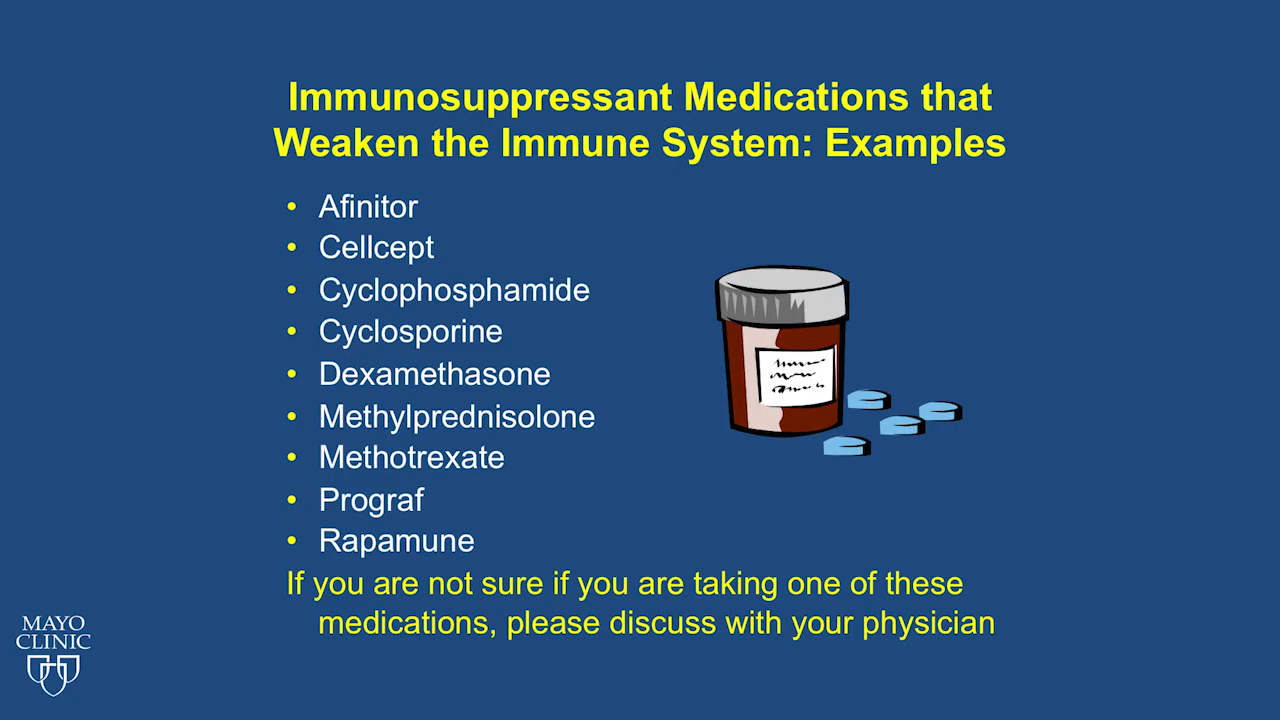 Immunosuppressant Medications that
Weaken the Immune System: Examples
• Afinitor
• Cellcept
• Cyclophosphamide
• Cyclosporine
• Dexamethasone
• Methylprednisolone
• Methotrexate
• Prograf
• Rapamune
If you are not sure if you are taking one of these
medications, please discuss with your physician
MAYO
CLINIC